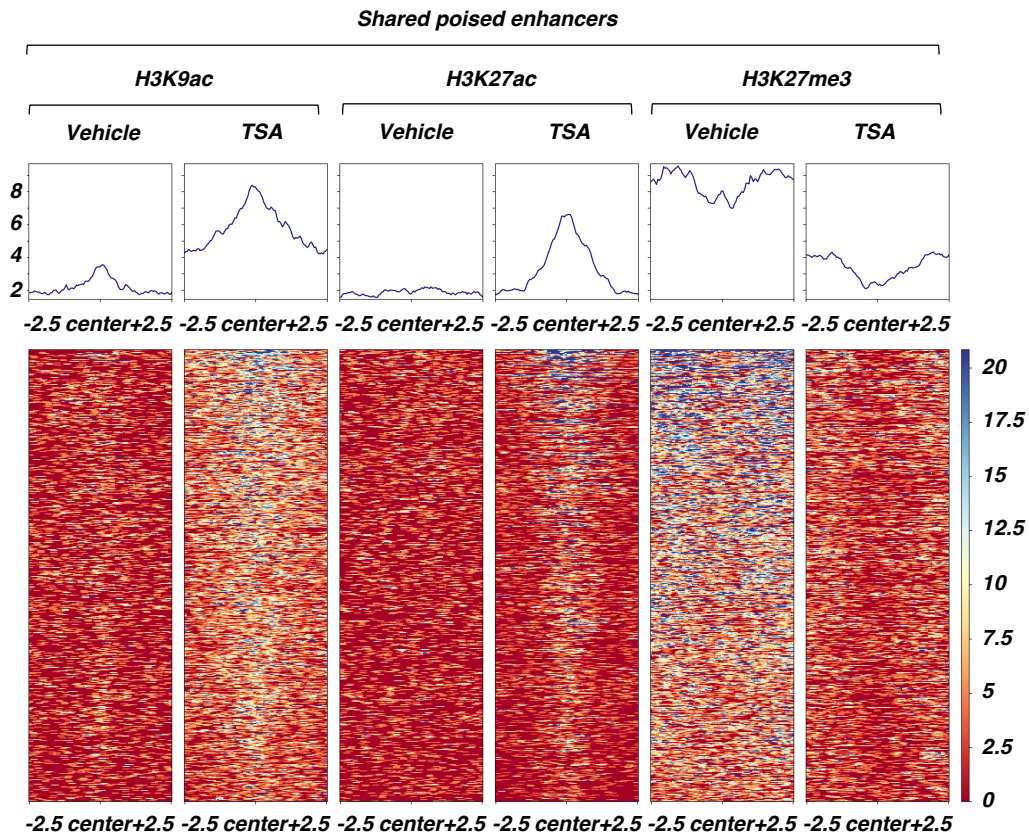 Shared poised enhancers
H3K9ac H3K27ac H3K27me3
Vehicle TSA Vehicle TSA Vehicle TSA
8
6
4
2
-2.5 center+2.5 -2.5 center+2.5 -2.5 center+2.5 -2.5 center+2.5 -2.5 center+2.5 -2.5 center+2.5
20
17.5
15
12.5
10
7.5
5
2.5
0
-2.5 center+2.5 -2.5 center+2.5 -2.5 center+2.5 -2.5 center+2.5 -2.5 center+2.5 -2.5 center+2.5